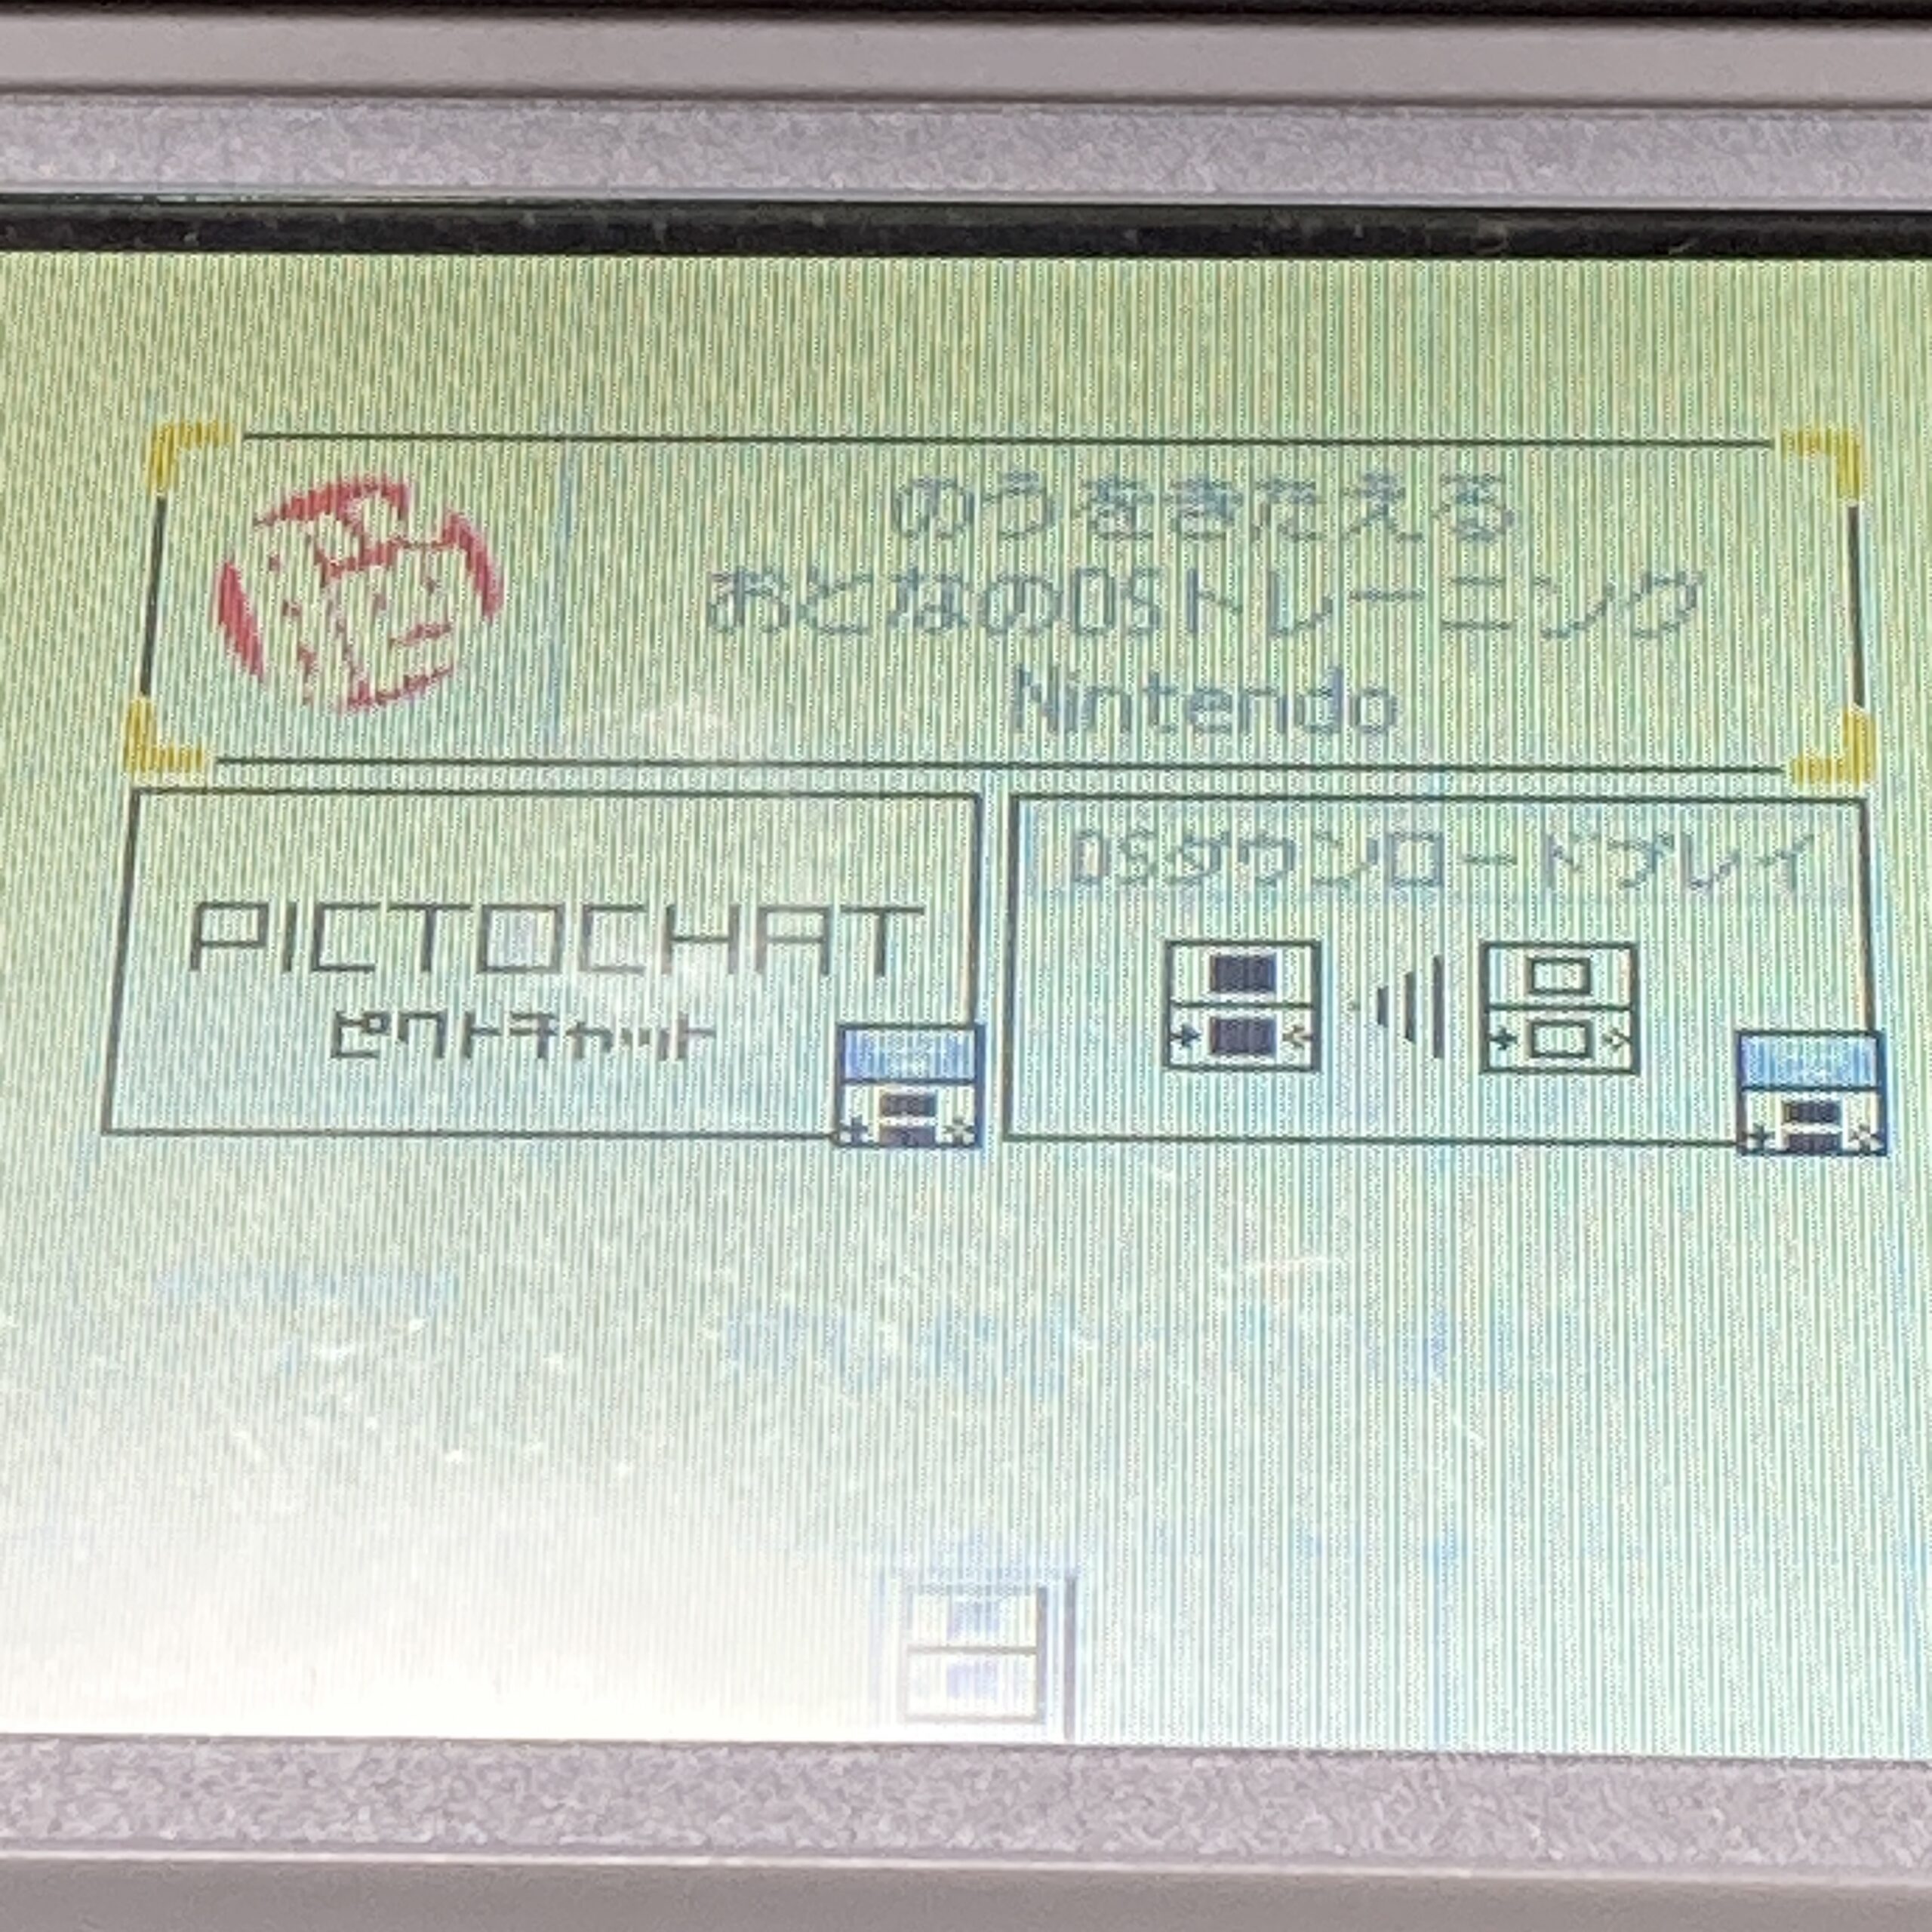 のうをきたえる
おとなのDSトレーニング
Nintendo
PICTOCHAT
ピクトチャット
DSダウンロードプレイ